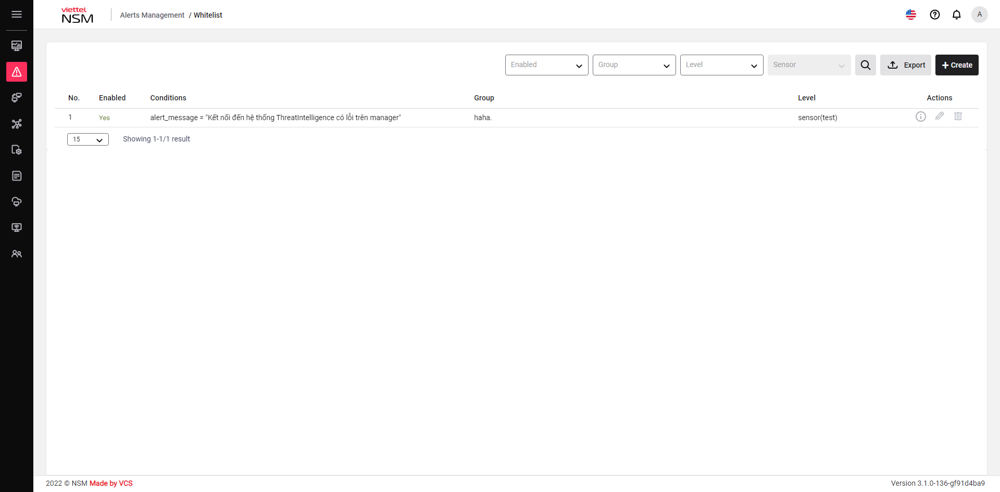 viettel
NSM
Alerts Management / Whitelist
A
Enabled
Group
Level
Sensor
Export
+ Create
No. Enabled Conditions Group Level Actions
1 Yes alert_message = "Kết nối đến hệ thống ThreatIntelligence có lỗi trên manager" haha. sensor(test)
15 Showing 1-1/1 result
2022 © NSM Made by VCS
Version 3.1.0-136-gf91d4ba9